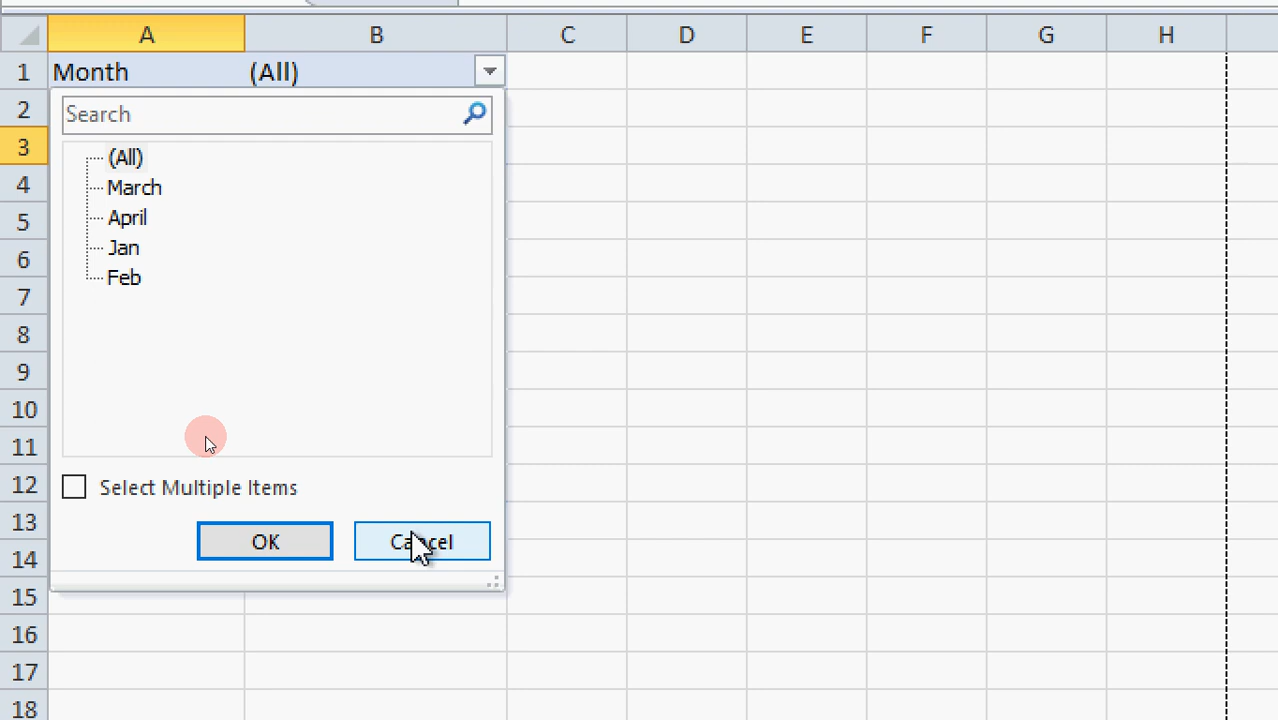 A B C D E F G H
1 Month (All)
2 Search
3 (All)
4 March
5 April
Jan
6
Feb
7
8
9
10
11
12 Select Multiple Items
13
OK Cancel
14
15
16
17
18